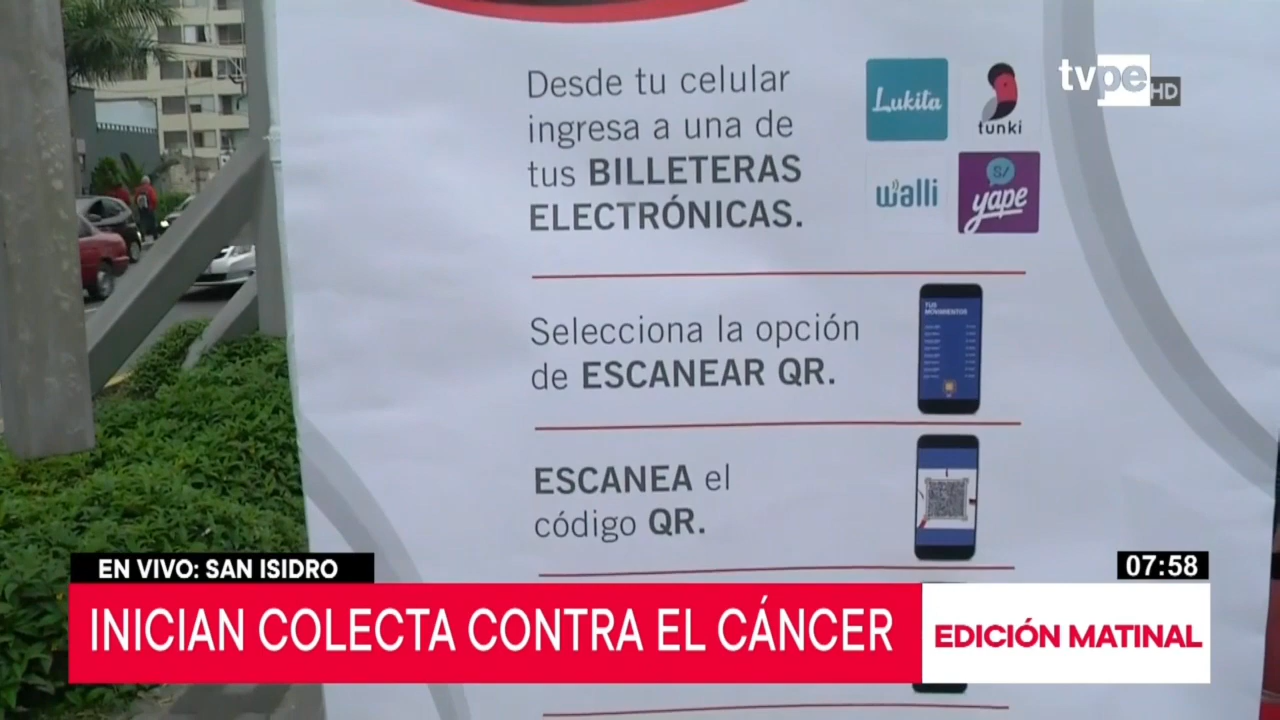 Desde tu celular
ingresa a una de
tus BILLETERAS
ELECTRÓNICAS.
Lukita
tunki
walli
S/
yape
tvpe HD
Selecciona la opción
de ESCANEAR QR.
TUS
MOVIMIENTOS
ESCANEA el
código QR.
EN VIVO: SAN ISIDRO
07:58
INICIAN COLECTA CONTRA EL CÁNCER
EDICIÓN MATINAL